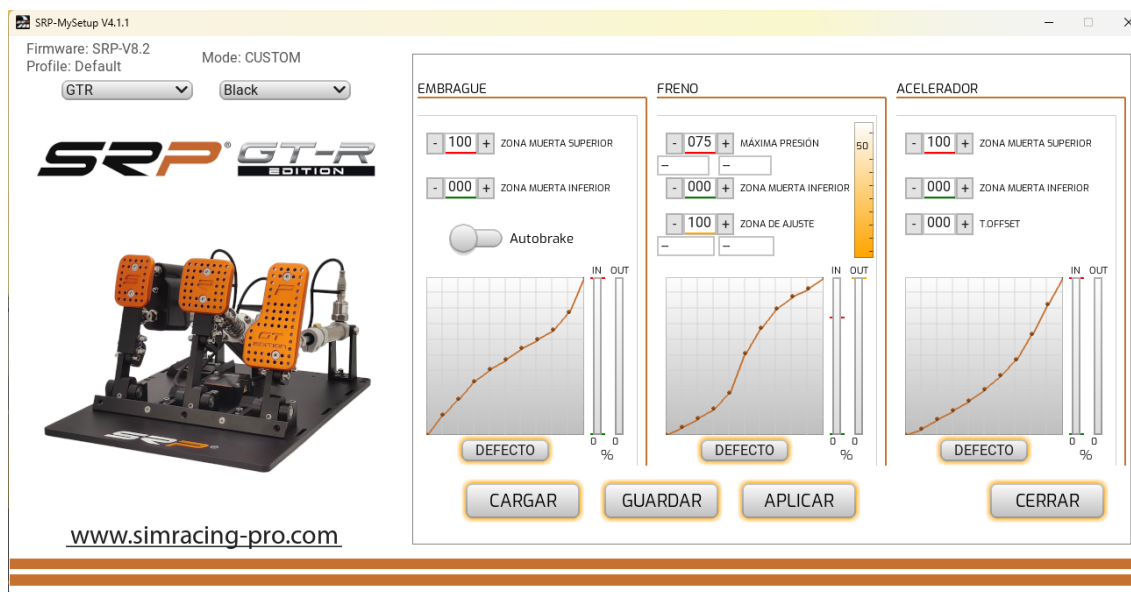 SRP-MySetup V4.1.1
Firmware: SRP-V8.2
Profile: Default
Mode: CUSTOM
GTR
Black
SRP® GT-R
EDITION
GT
EDITION
SRP
www.simracing-pro.com
EMBRAGUE
- 100 + ZONA MUERTA SUPERIOR
- 000 + ZONA MUERTA INFERIOR
Autobrake
IN OUT
0 0
%
DEFECTO
FRENO
- 075 + MÁXIMA PRESIÓN
50
-- --
- 000 + ZONA MUERTA INFERIOR
- 100 + ZONA DE AJUSTE
-- --
IN OUT
0 0
%
DEFECTO
ACELERADOR
- 100 + ZONA MUERTA SUPERIOR
- 000 + ZONA MUERTA INFERIOR
- 000 + T.OFFSET
IN OUT
0 0
%
DEFECTO
CARGAR
GUARDAR
APLICAR
CERRAR